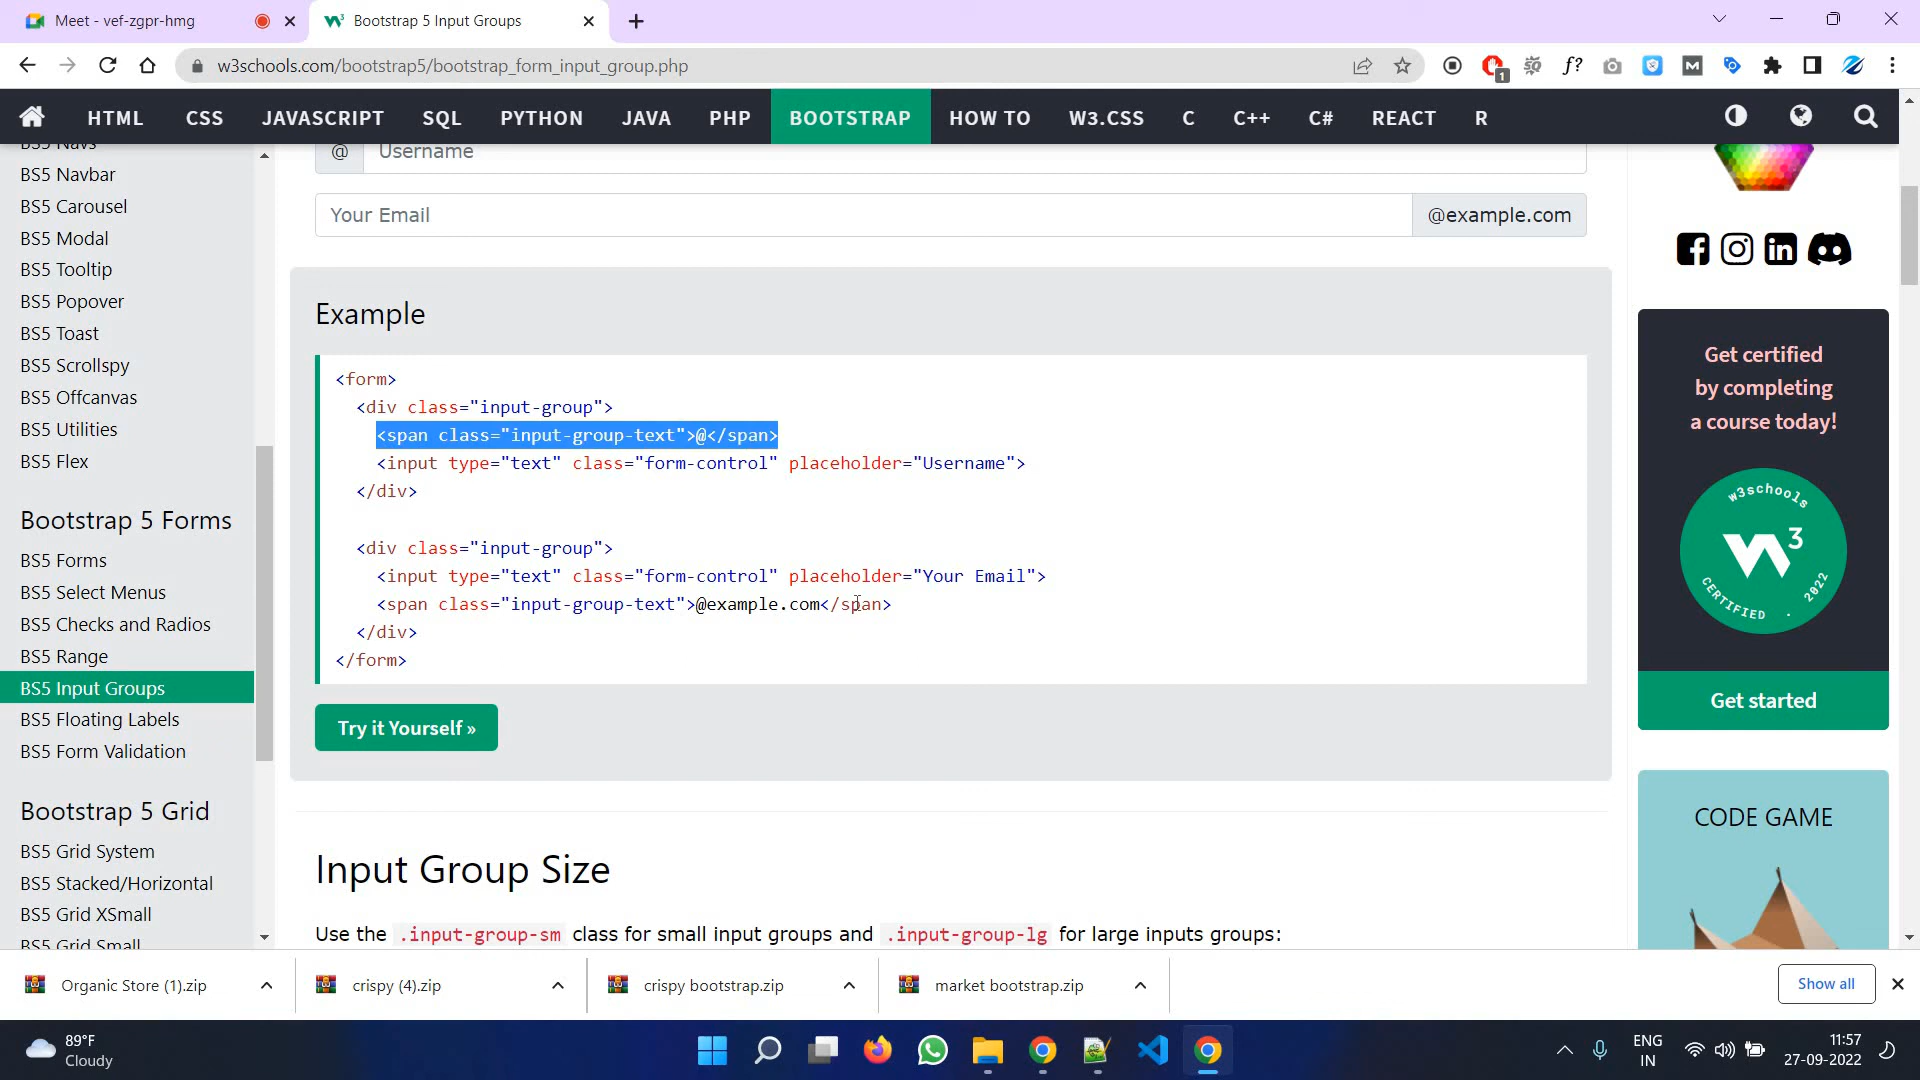 Meet - vef-zgpr-hmg
Bootstrap 5 Input Groups
w3schools.com/bootstrap5/bootstrap_form_input_group.php
1
HTML CSS JAVASCRIPT SQL PYTHON JAVA PHP BOOTSTRAP HOW TO W3.CSS C C++ C# REACT R
BS5 Navs
BS5 Navbar
BS5 Carousel
BS5 Modal
BS5 Tooltip
BS5 Popover
BS5 Toast
BS5 Scrollspy
BS5 Offcanvas
BS5 Utilities
BS5 Flex
Bootstrap 5 Forms
BS5 Forms
BS5 Select Menus
BS5 Checks and Radios
BS5 Range
BS5 Input Groups
BS5 Floating Labels
BS5 Form Validation
Bootstrap 5 Grid
BS5 Grid System
BS5 Stacked/Horizontal
BS5 Grid XSmall
BS5 Grid Small
@ Username
Your Email @example.com
Example
<form>
<div class="input-group">
<span class="input-group-text">@</span>
<input type="text" class="form-control" placeholder="Username">
</div>
<div class="input-group">
<input type="text" class="form-control" placeholder="Your Email">
<span class="input-group-text">@example.com</span>
</div>
</form>
Try it Yourself »
Input Group Size
Use the .input-group-sm class for small input groups and .input-group-lg for large inputs groups:
Get certified
by completing
a course today!
w3schools
3
CERTIFIED . 2022
Get started
CODE GAME
Organic Store (1).zip
crispy (4).zip
crispy bootstrap.zip
market bootstrap.zip
Show all
89°F
Cloudy
ENG
IN
11:57
27-09-2022